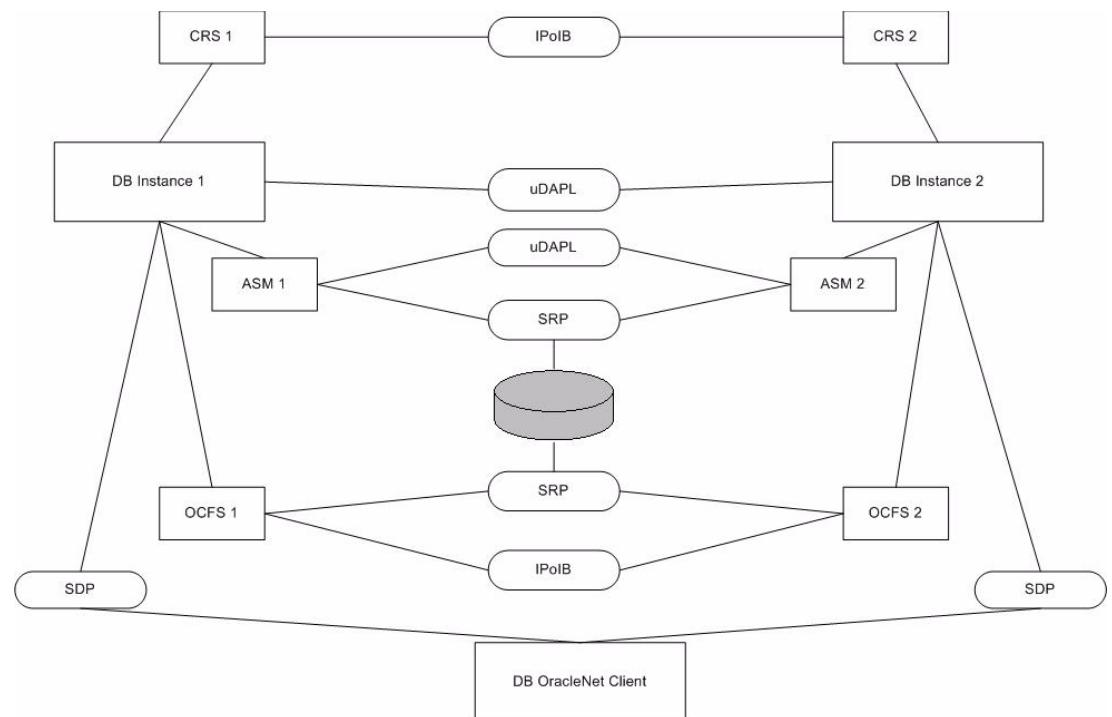 CRS 1
IPoIB
CRS 2
DB Instance 1
uDAPL
DB Instance 2
uDAPL
ASM 1
ASM 2
SRP
SRP
OCFS 1
OCFS 2
IPoIB
SDP
SDP
DB OracleNet Client